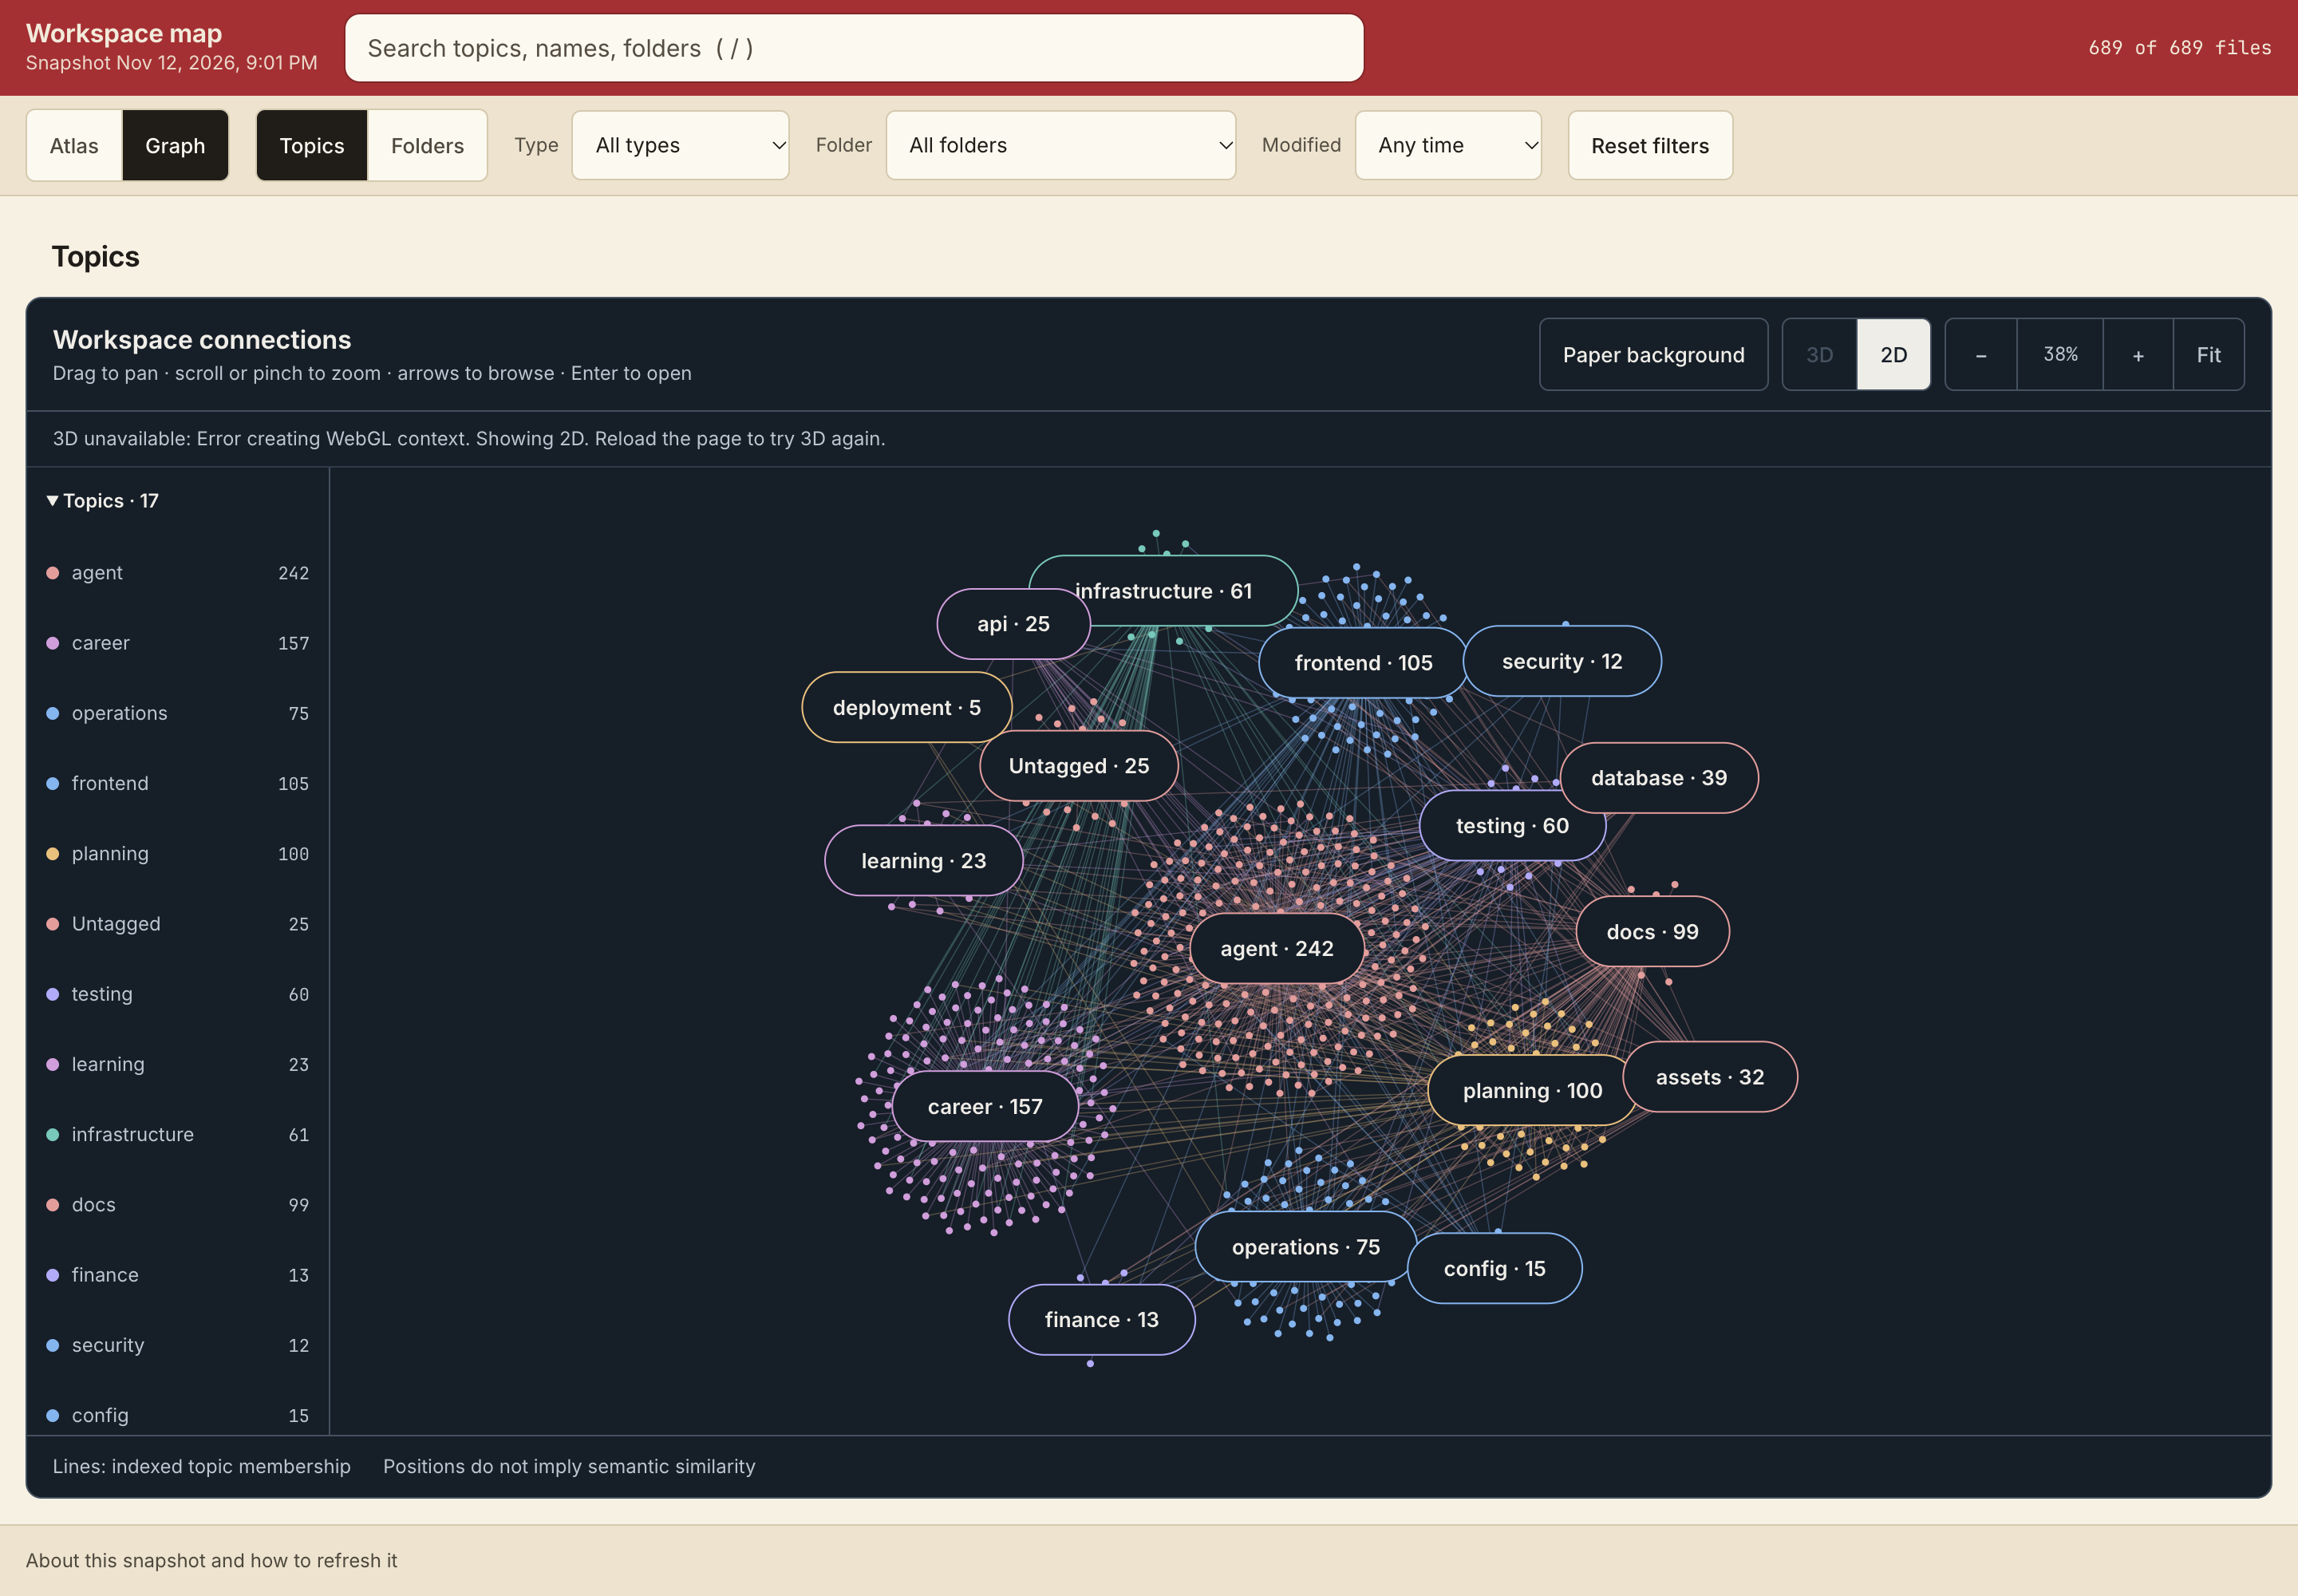 Workspace map
Snapshot Nov 12, 2026, 9:01 PM
Search topics, names, folders ( / )
689 of 689 files
Atlas
Graph
Topics
Folders
Type
All types
Folder
All folders
Modified
Any time
Reset filters
Topics
Workspace connections
Drag to pan · scroll or pinch to zoom · arrows to browse · Enter to open
Paper background
3D
2D
−
38%
+
Fit
3D unavailable: Error creating WebGL context. Showing 2D. Reload the page to try 3D again.
Topics · 17
agent 242
career 157
operations 75
frontend 105
planning 100
Untagged 25
testing 60
learning 23
infrastructure 61
docs 99
finance 13
security 12
config 15
infrastructure · 61
api · 25
frontend · 105
security · 12
deployment · 5
Untagged · 25
database · 39
testing · 60
learning · 23
docs · 99
agent · 242
assets · 32
planning · 100
career · 157
operations · 75
config · 15
finance · 13
Lines: indexed topic membership
Positions do not imply semantic similarity
About this snapshot and how to refresh it